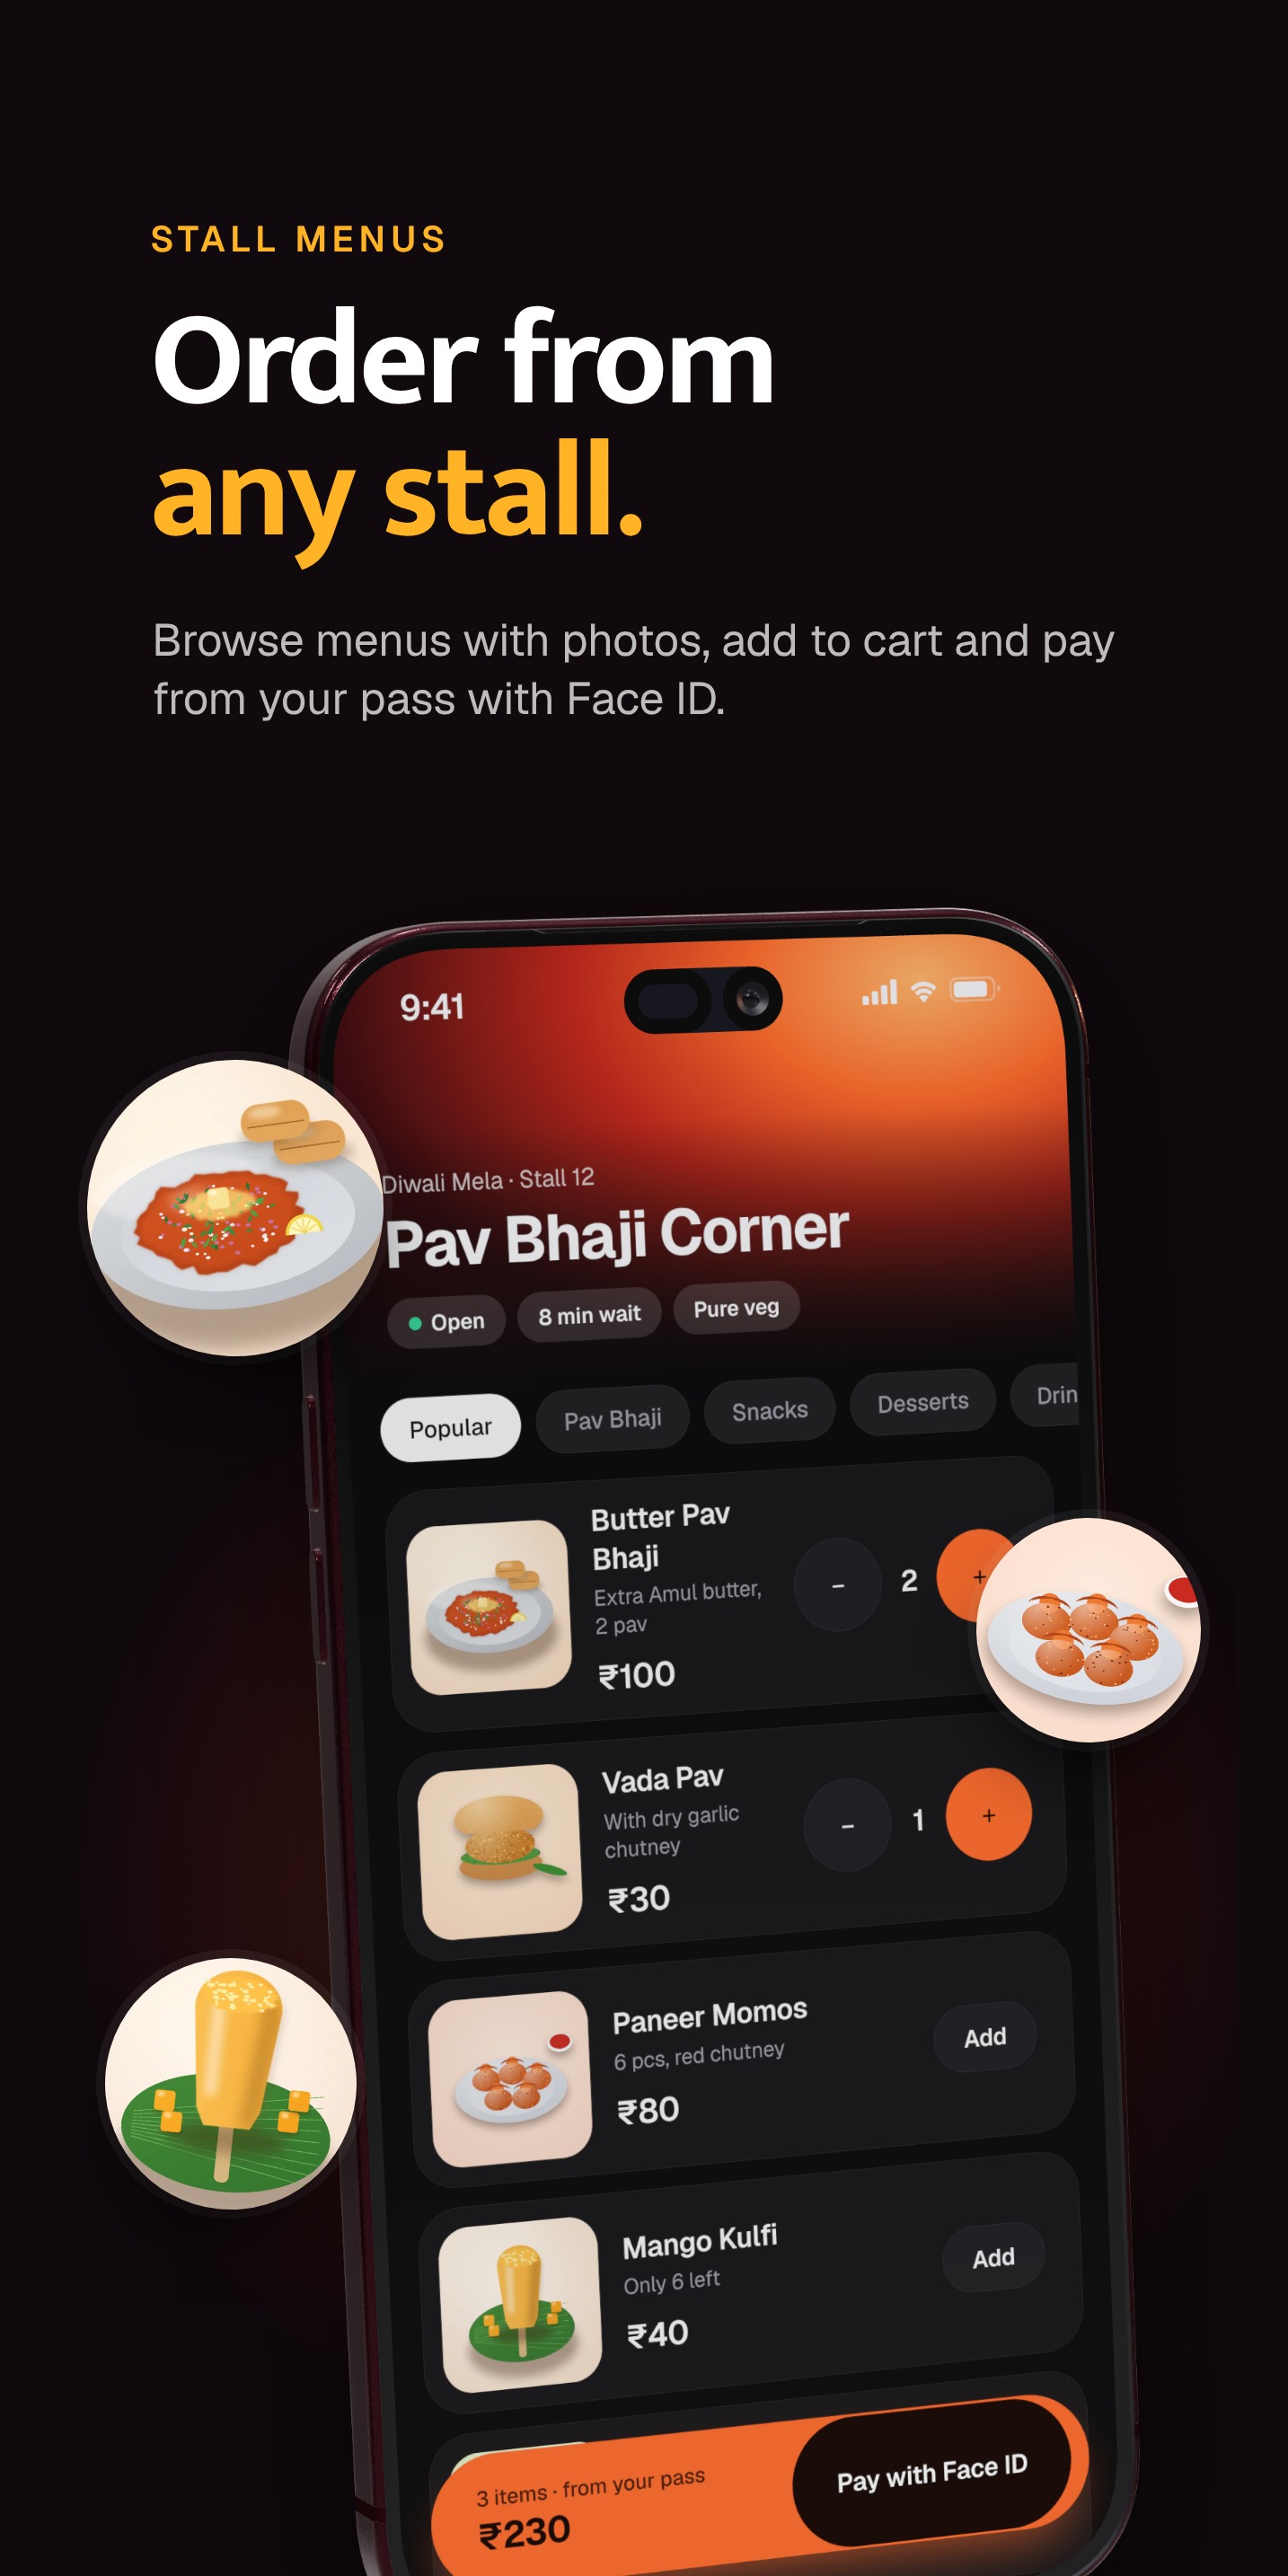 STALL MENUS
Order from
any stall.
Browse menus with photos, add to cart and pay
from your pass with Face ID.
9:41
Diwali Mela · Stall 12
Pav Bhaji Corner
Open
8 min wait
Pure veg
Popular
Pav Bhaji
Snacks
Desserts
Drin
Butter Pav
Bhaji
Extra Amul butter,
2 pav
₹100
– 2 +
Vada Pav
With dry garlic
chutney
₹30
– 1 +
Paneer Momos
6 pcs, red chutney
₹80
Add
Mango Kulfi
Only 6 left
₹40
Add
3 items · from your pass
₹230
Pay with Face ID